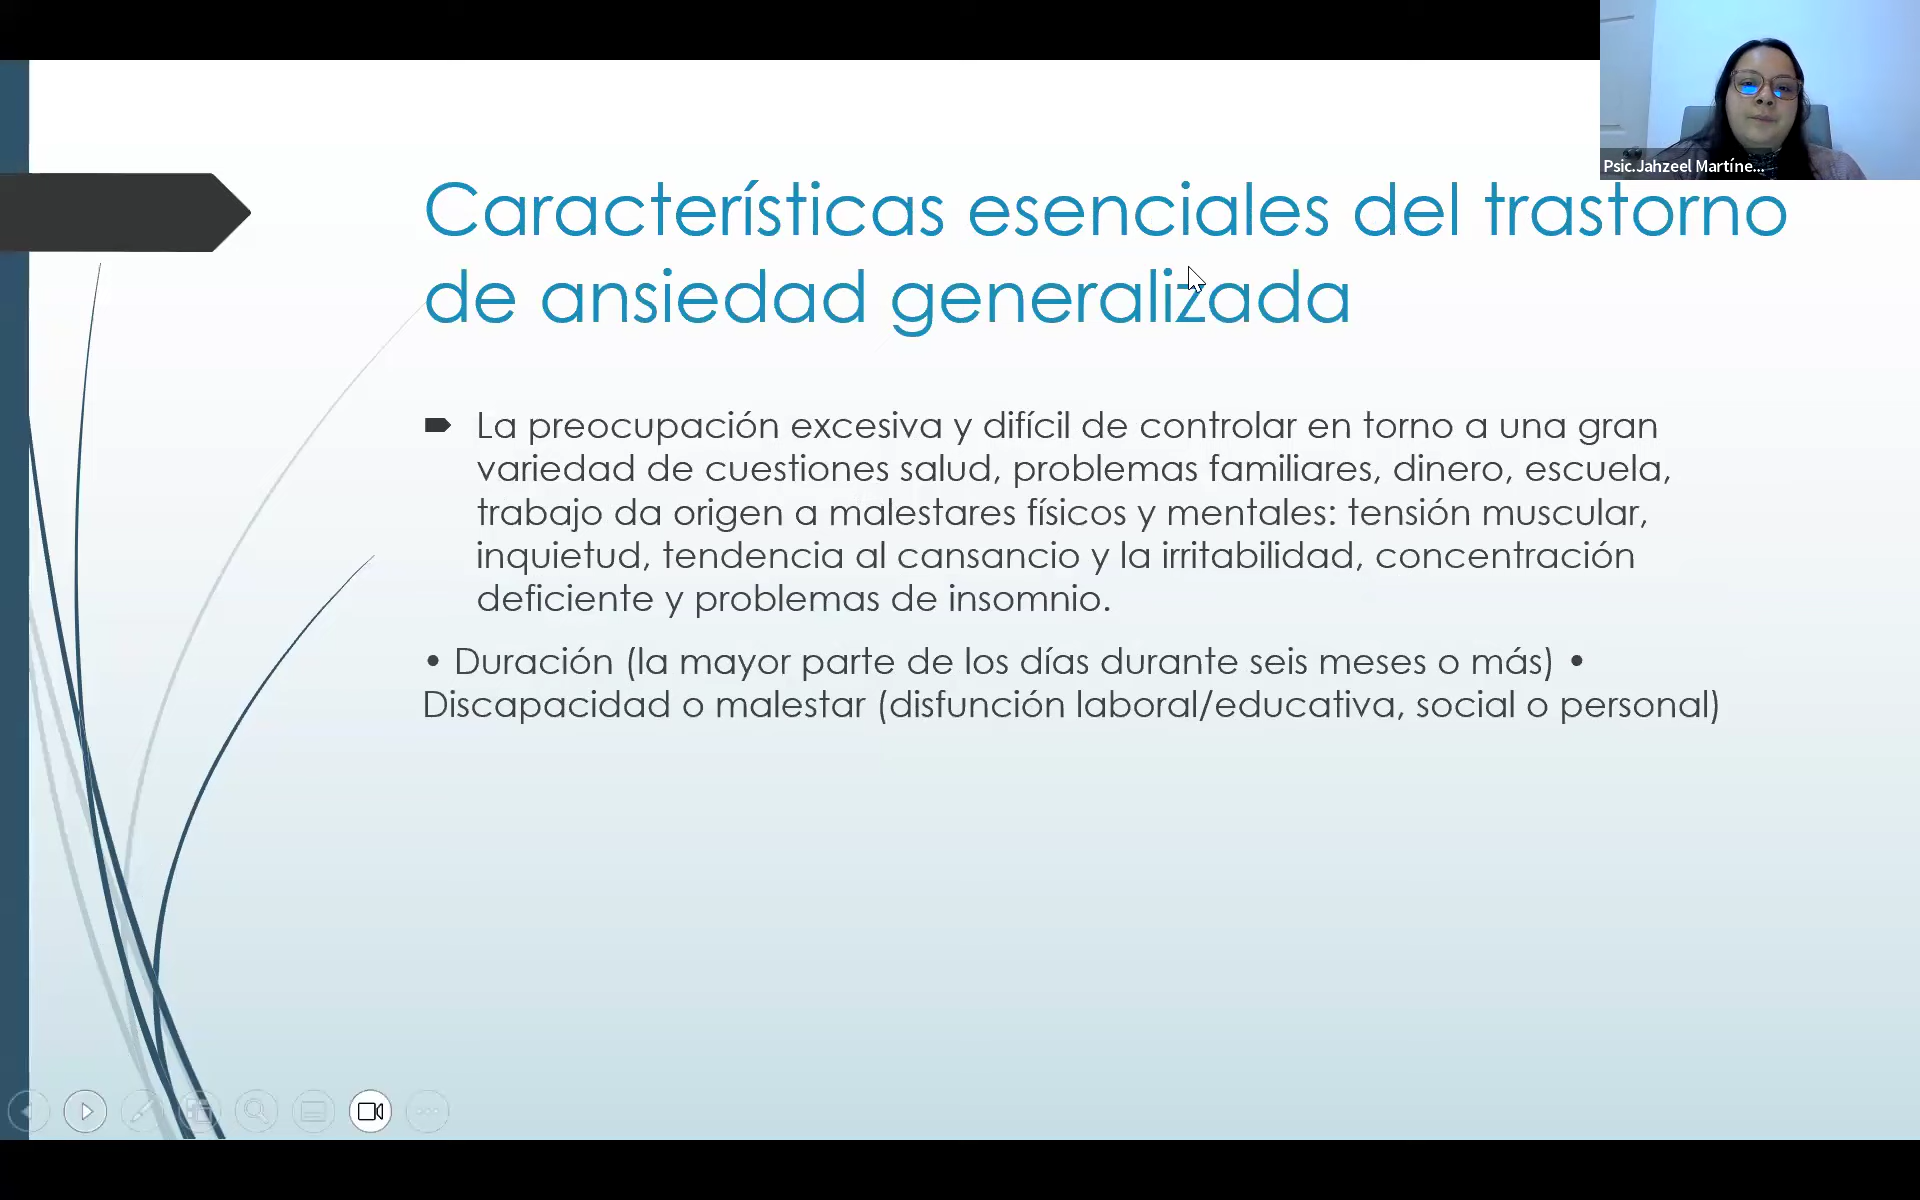 Psic.Jahzeel Martíne...
Características esenciales del trastorno
de ansiedad generalizada
La preocupación excesiva y difícil de controlar en torno a una gran
variedad de cuestiones salud, problemas familiares, dinero, escuela,
trabajo da origen a malestares físicos y mentales: tensión muscular,
inquietud, tendencia al cansancio y la irritabilidad, concentración
deficiente y problemas de insomnio.
• Duración (la mayor parte de los días durante seis meses o más) •
Discapacidad o malestar (disfunción laboral/educativa, social o personal)